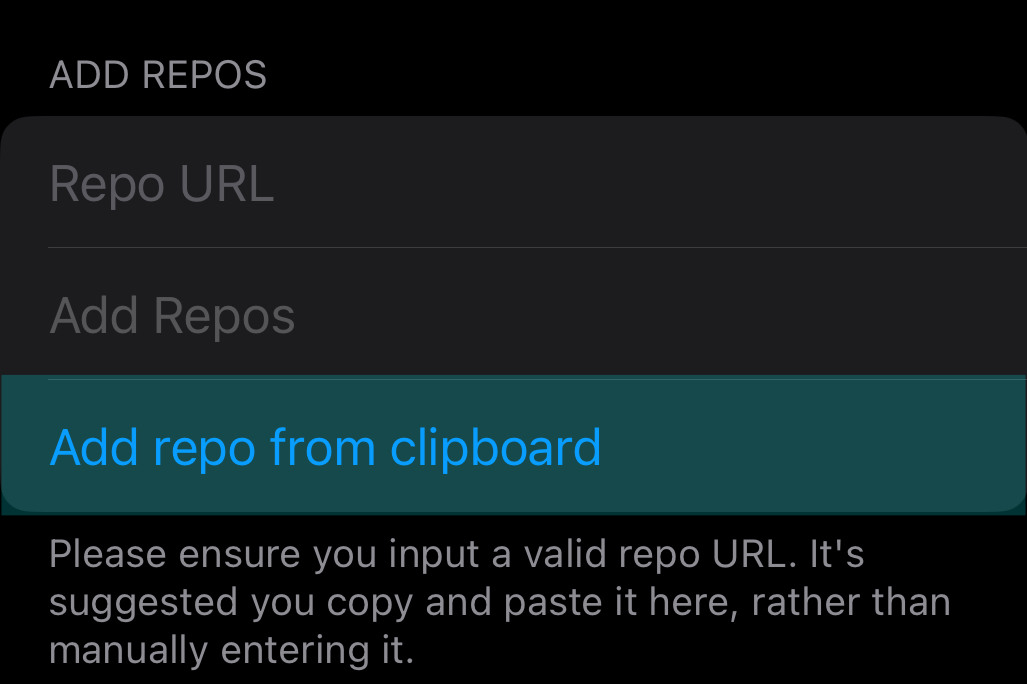 ADD REPOS
Repo URL
Add Repos
Add repo from clipboard
Please ensure you input a valid repo URL. It's
suggested you copy and paste it here, rather than
manually entering it.